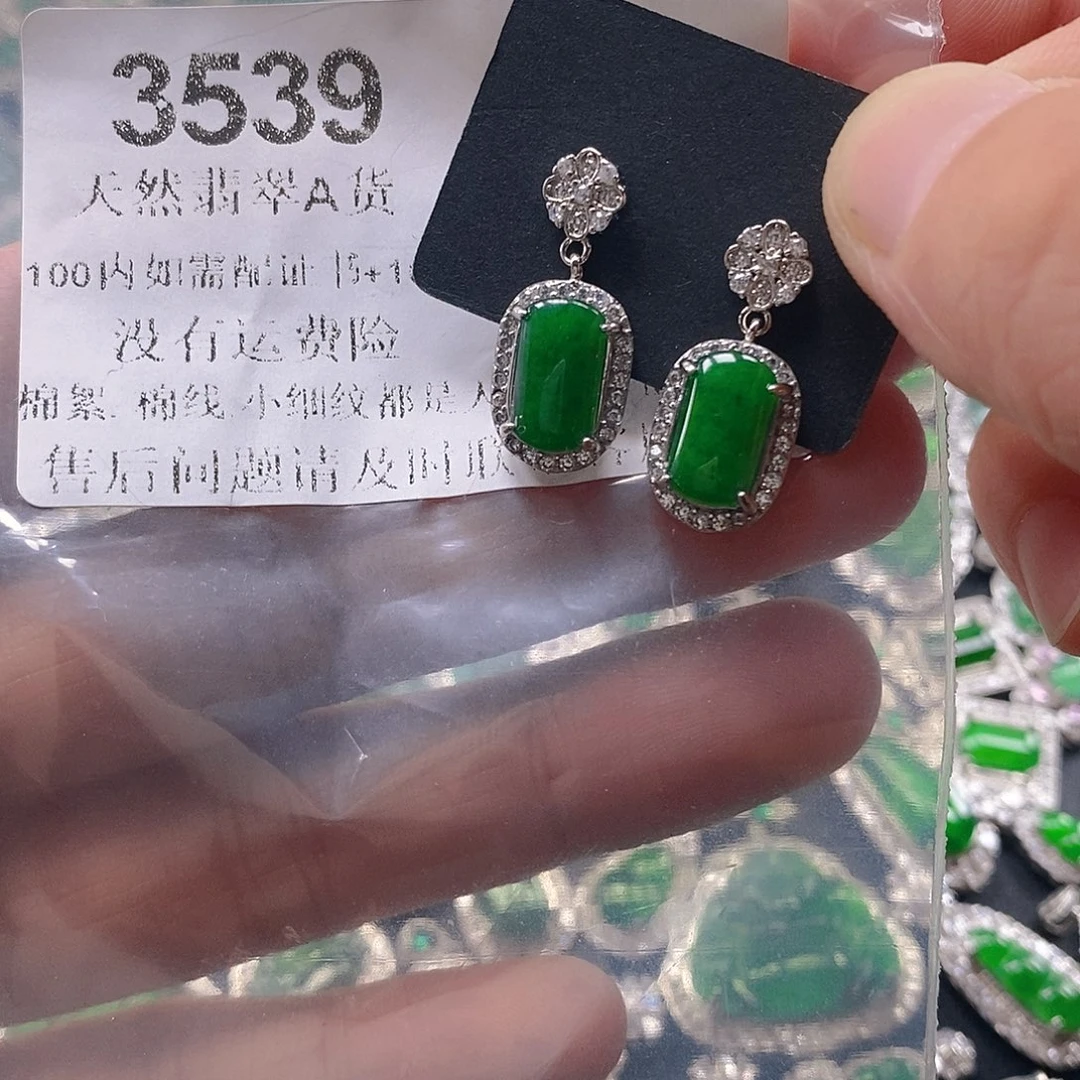 3539
天然翡翠A货
100内如需配证书+1
没有运费险
棉絮 棉线 小细纹都是
售后问题请及时联